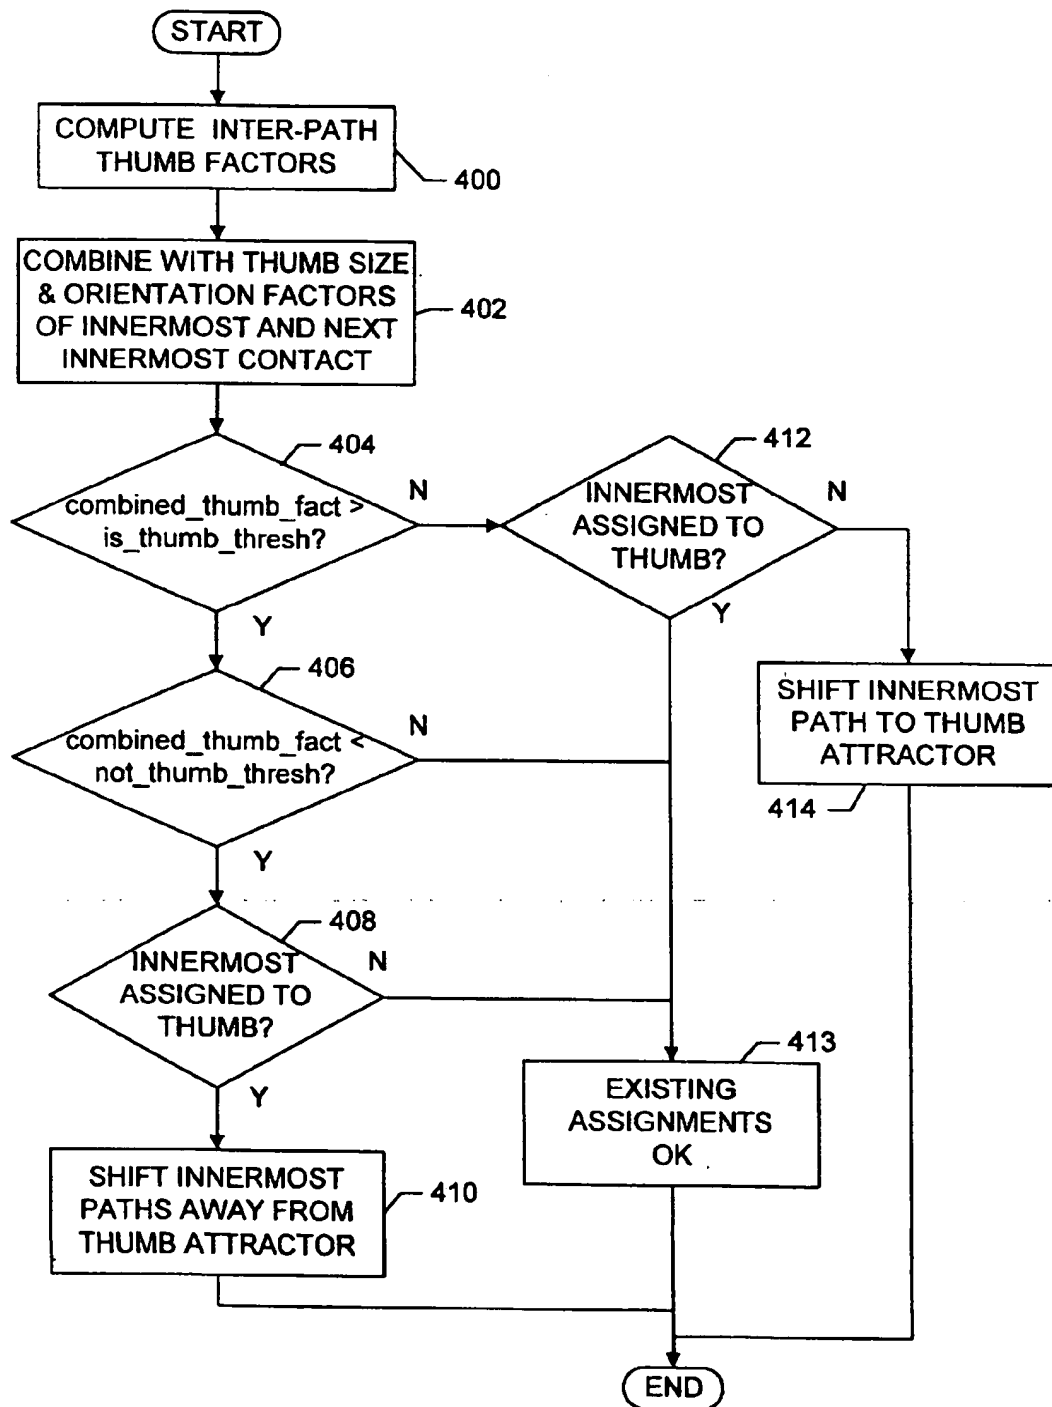 START
COMPUTE INTER-PATH
THUMB FACTORS
400
COMBINE WITH THUMB SIZE
& ORIENTATION FACTORS
OF INNERMOST AND NEXT
INNERMOST CONTACT
402
404
combined_thumb_fact >
is_thumb_thresh?
N
Y
412
INNERMOST
ASSIGNED TO
THUMB?
N
Y
406
combined_thumb_fact <
not_thumb_thresh?
N
Y
SHIFT INNERMOST
PATH TO THUMB
ATTRACTOR
414
408
INNERMOST
ASSIGNED TO
THUMB?
N
Y
413
EXISTING
ASSIGNMENTS
OK
SHIFT INNERMOST
PATHS AWAY FROM
THUMB ATTRACTOR
410
END